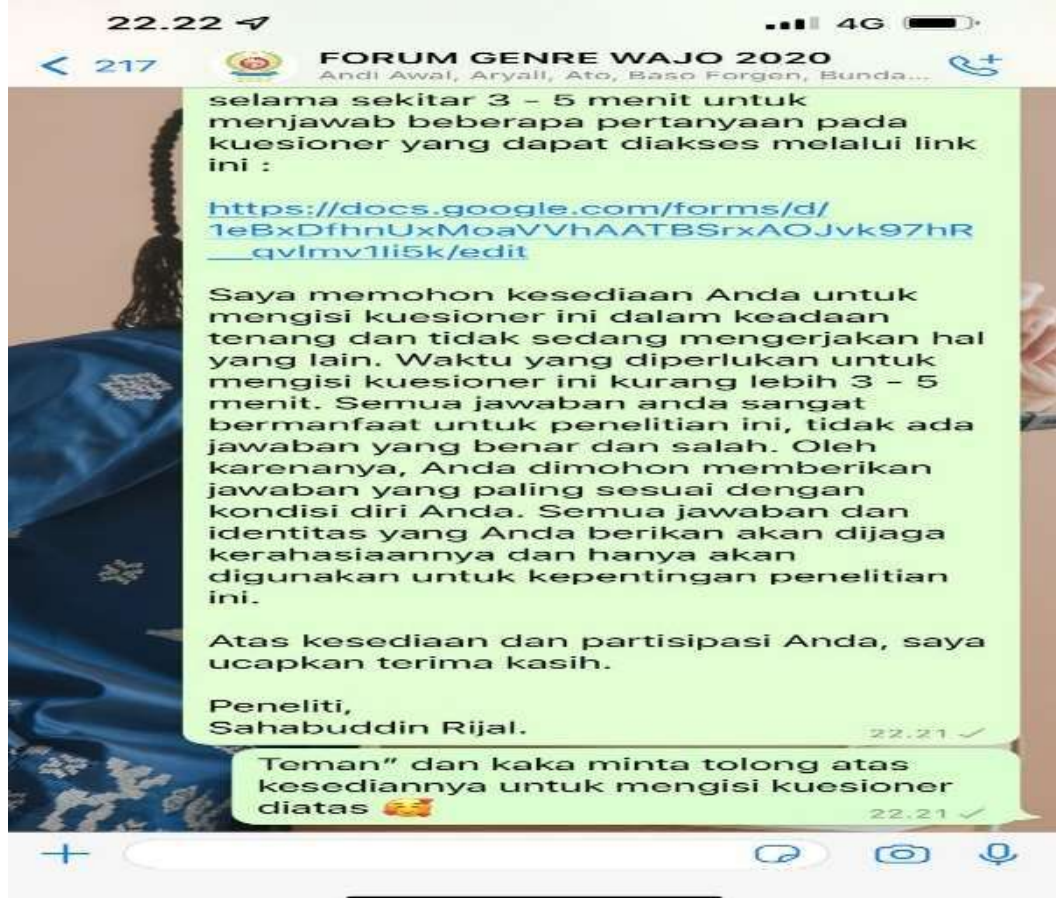 22.22
4G
217
FORUM GENRE WAJO 2020
Andi Awal, Aryall, Ato, Baso Forgen, Bunda...
selama sekitar 3 – 5 menit untuk
menjawab beberapa pertanyaan pada
kuesioner yang dapat diakses melalui link
ini :
https://docs.google.com/forms/d/
1eBxDfhnUxMoaVVhAATBSrxAOJvk97hR
__qvlmv1Ii5k/edit
Saya memohon kesediaan Anda untuk
mengisi kuesioner ini dalam keadaan
tenang dan tidak sedang mengerjakan hal
yang lain. Waktu yang diperlukan untuk
mengisi kuesioner ini kurang lebih 3 – 5
menit. Semua jawaban anda sangat
bermanfaat untuk penelitian ini, tidak ada
jawaban yang benar dan salah. Oleh
karenanya, Anda dimohon memberikan
jawaban yang paling sesuai dengan
kondisi diri Anda. Semua jawaban dan
identitas yang Anda berikan akan dijaga
kerahasiaannya dan hanya akan
digunakan untuk kepentingan penelitian
ini.
Atas kesediaan dan partisipasi Anda, saya
ucapkan terima kasih.
Peneliti,
Sahabuddin Rijal.
22.21
Teman" dan kaka minta tolong atas
kesediannya untuk mengisi kuesioner
diatas 🥰
22.21